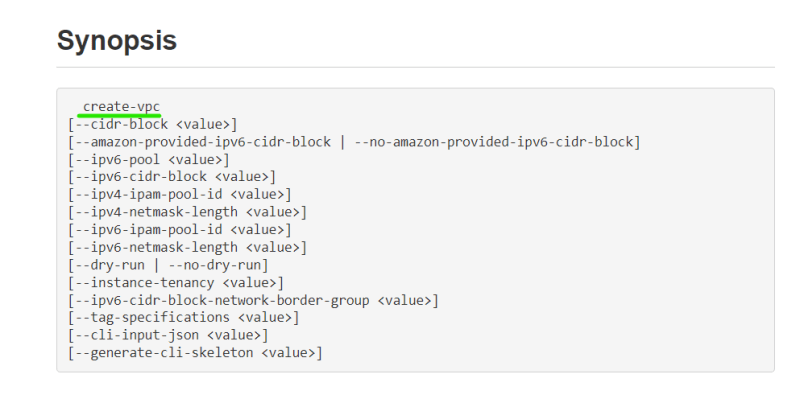 Synopsis
create-vpc
[--cidr-block <value>]
[--amazon-provided-ipv6-cidr-block | --no-amazon-provided-ipv6-cidr-block]
[--ipv6-pool <value>]
[--ipv6-cidr-block <value>]
[--ipv4-ipam-pool-id <value>]
[--ipv4-netmask-length <value>]
[--ipv6-ipam-pool-id <value>]
[--ipv6-netmask-length <value>]
[--dry-run | --no-dry-run]
[--instance-tenancy <value>]
[--ipv6-cidr-block-network-border-group <value>]
[--tag-specifications <value>]
[--cli-input-json <value>]
[--generate-cli-skeleton <value>]